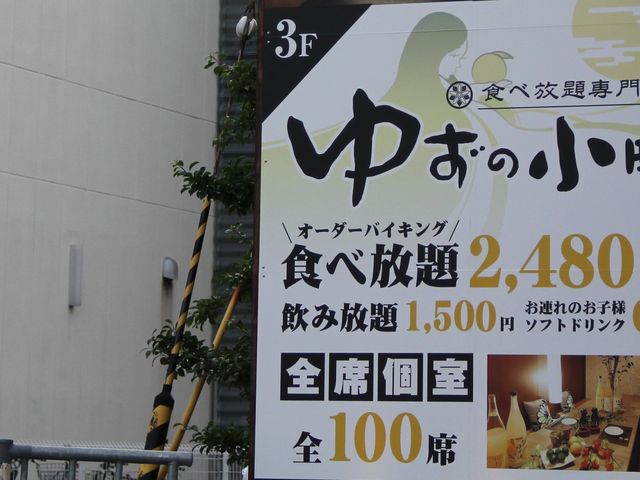 3F
食べ放題専門
ゆずの小
\オーダーバイキング/
食べ放題 2,480
飲み放題 1,500円 お連れのお子様
ソフトドリンク
全席個室
全100席